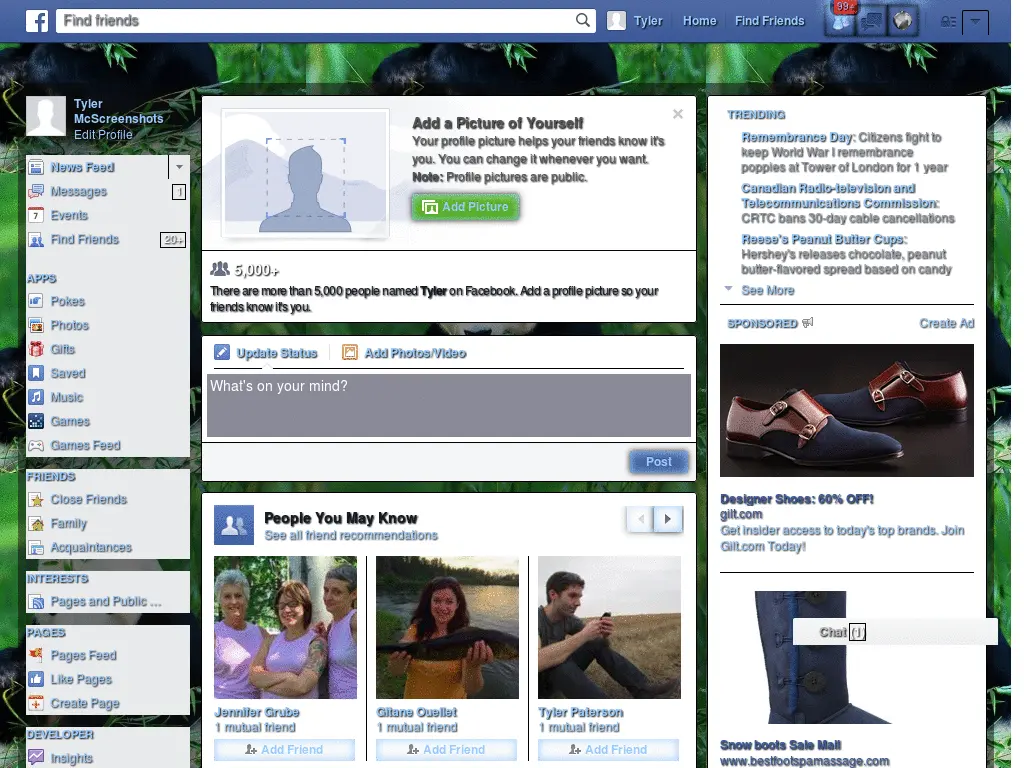 Find friends
Tyler
Home
Find Friends
99+
Tyler
McScreenshots
Edit Profile
News Feed
Messages
1
7
Events
Find Friends
20+
APPS
Pokes
Photos
Gifts
Saved
Music
Games
Games Feed
FRIENDS
Close Friends
Family
Acquaintances
INTERESTS
Pages and Public ...
PAGES
Pages Feed
Like Pages
Create Page
DEVELOPER
Insights
Add a Picture of Yourself
Your profile picture helps your friends know it's
you. You can change it whenever you want.
Note: Profile pictures are public.
Add Picture
5,000+
There are more than 5,000 people named Tyler on Facebook. Add a profile picture so your
friends know it's you.
Update Status
Add Photos/Video
What's on your mind?
Post
People You May Know
See all friend recommendations
Jennifer Grube
1 mutual friend
Add Friend
Gitane Ouellet
1 mutual friend
Add Friend
Tyler Paterson
1 mutual friend
Add Friend
TRENDING
Remembrance Day: Citizens fight to
keep World War I remembrance
poppies at Tower of London for 1 year
Canadian Radio-television and
Telecommunications Commission:
CRTC bans 30-day cable cancellations
Reese's Peanut Butter Cups:
Hershey's releases chocolate, peanut
butter-flavored spread based on candy
See More
SPONSORED
Create Ad
Designer Shoes: 60% OFF!
gilt.com
Get insider access to today's top brands. Join
Gilt.com Today!
Chat (1)
Snow boots Sale Mall
www.bestfootspamassage.com